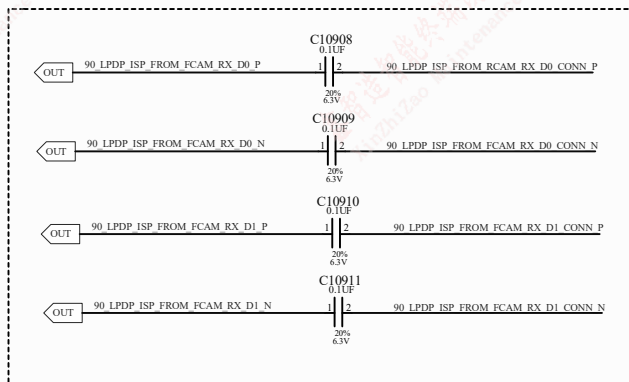 C10908
0.1UF
OUT 90_LPDP_ISP_FROM_FCAM_RX_D0_P 1 2 90_LPDP_ISP_FROM_RCAM_RX_D0_CONN_P
20%
6.3V
C10909
0.1UF
OUT 90_LPDP_ISP_FROM_FCAM_RX_D0_N 1 2 90_LPDP_ISP_FROM_FCAM_RX_D0_CONN_N
20%
6.3V
C10910
0.1UF
OUT 90_LPDP_ISP_FROM_FCAM_RX_D1_P 1 2 90_LPDP_ISP_FROM_FCAM_RX_D1_CONN_P
20%
6.3V
C10911
0.1UF
OUT 90_LPDP_ISP_FROM_FCAM_RX_D1_N 1 2 90_LPDP_ISP_FROM_FCAM_RX_D1_CONN_N
20%
6.3V